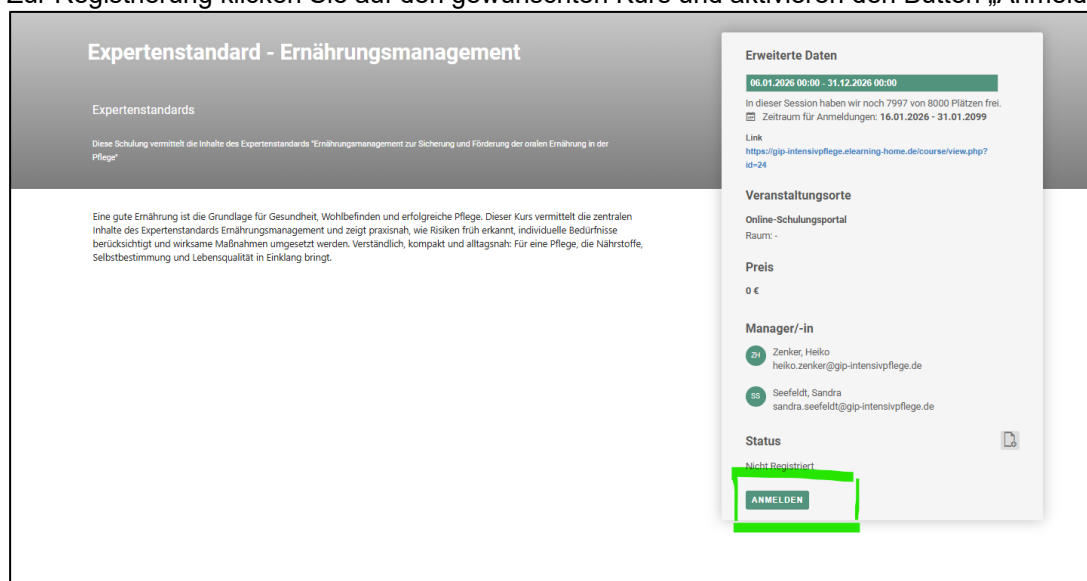 Zur Registrierung klicken Sie auf den gewünschten Kurs und aktivieren den Button „Anmeld
Expertenstandard - Ernährungsmanagement
Expertenstandards
Diese Schulung vermittelt die Inhalte des Expertenstandards "Ernährungsmanagement zur Sicherung und Förderung der oralen Ernährung in der
Pflege"
Eine gute Ernährung ist die Grundlage für Gesundheit, Wohlbefinden und erfolgreiche Pflege. Dieser Kurs vermittelt die zentralen
Inhalte des Expertenstandards Ernährungsmanagement und zeigt praxisnah, wie Risiken früh erkannt, individuelle Bedürfnisse
berücksichtigt und wirksame Maßnahmen umgesetzt werden. Verständlich, kompakt und alltagsnah: Für eine Pflege, die Nährstoffe,
Selbstbestimmung und Lebensqualität in Einklang bringt.
Erweiterte Daten
06.01.2026 00:00 - 31.12.2026 00:00
In dieser Session haben wir noch 7997 von 8000 Plätzen frei.
Zeitraum für Anmeldungen: 16.01.2026 - 31.01.2099
Link
https://gip-intensivpflege.elearning-home.de/course/view.php?
id=24
Veranstaltungsorte
Online-Schulungsportal
Raum: -
Preis
0 €
Manager/-in
ZH
Zenker, Heiko
heiko.zenker@gip-intensivpflege.de
SS
Seefeldt, Sandra
sandra.seefeldt@gip-intensivpflege.de
Status
Nicht Registriert
ANMELDEN